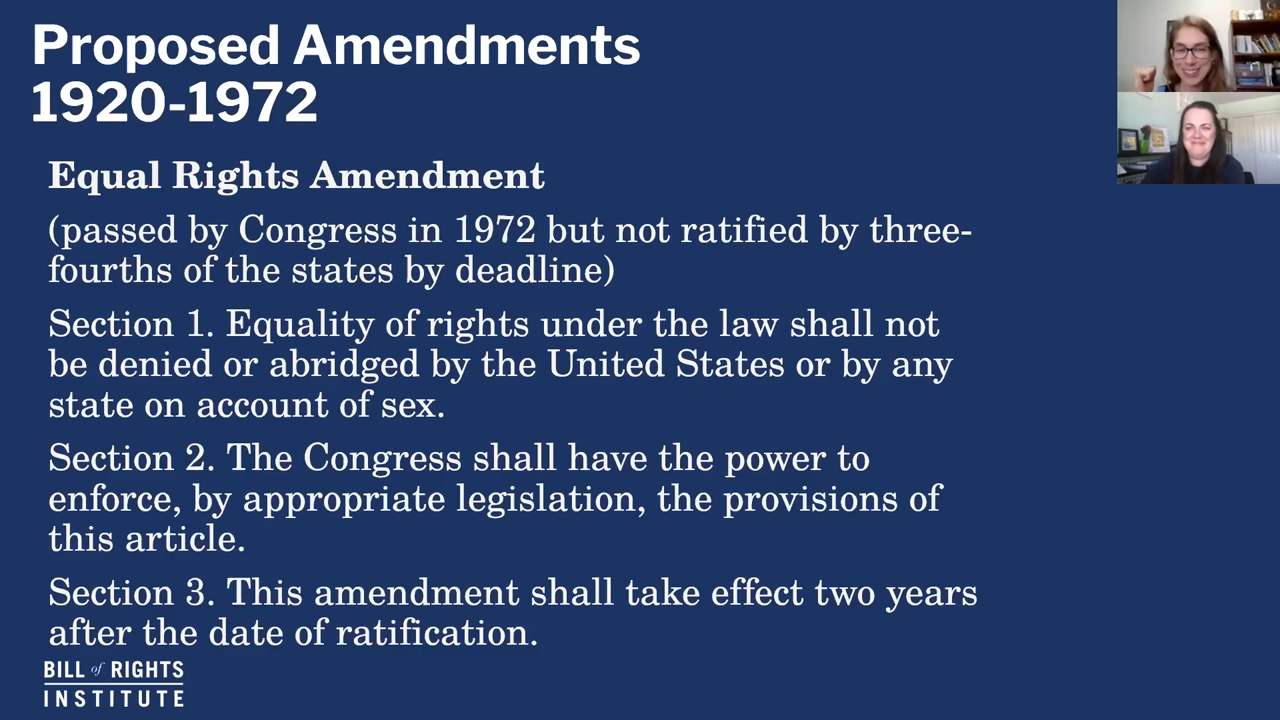 Proposed Amendments
1920-1972
Equal Rights Amendment
(passed by Congress in 1972 but not ratified by three-
fourths of the states by deadline)
Section 1. Equality of rights under the law shall not
be denied or abridged by the United States or by any
state on account of sex.
Section 2. The Congress shall have the power to
enforce, by appropriate legislation, the provisions of
this article.
Section 3. This amendment shall take effect two years
after the date of ratification.
BILL of RIGHTS
INSTITUTE